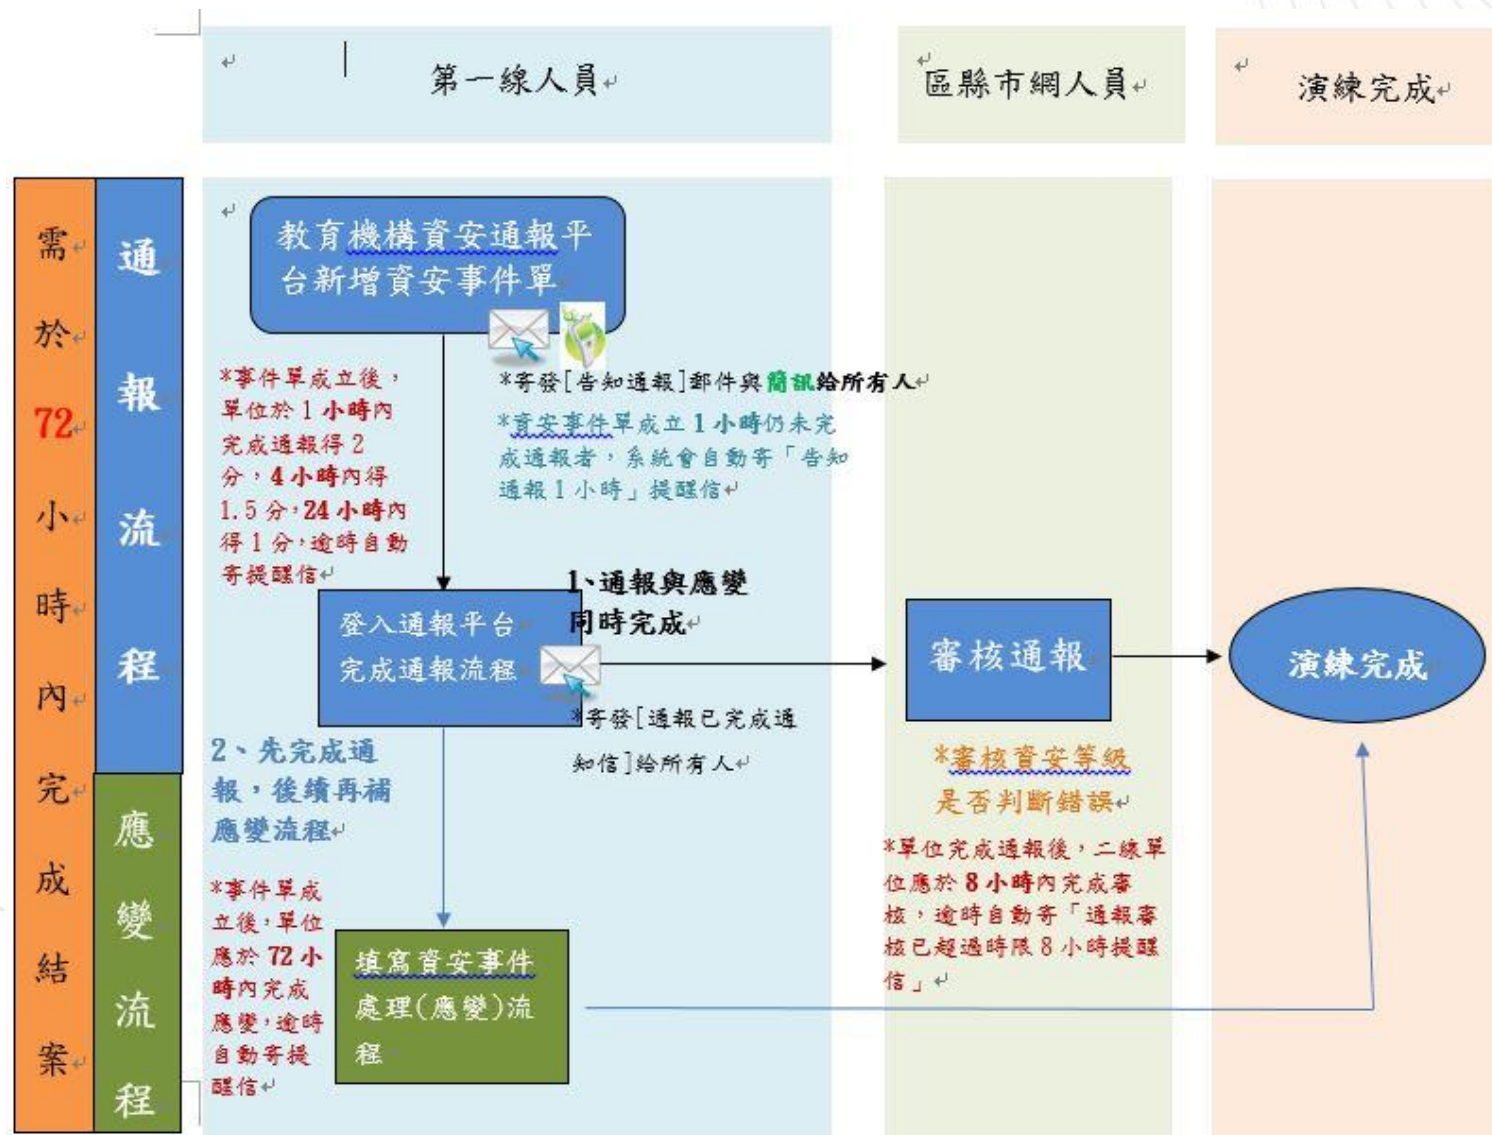 第一線人員
區縣市網人員
演練完成
需於72小時內完成結案
通報流程
應變流程
教育機構資安通報平
台新增資安事件單
*寄發[告知通報]郵件與簡訊給所有人
*資安事件單成立1小時仍未完
成通報者，系統會自動寄「告知
通報1小時」提醒信
*事件單成立後，
單位於1小時內
完成通報得2
分，4小時內得
1.5分，24小時內
得1分，逾時自動
寄提醒信
1、通報與應變
同時完成
登入通報平台
完成通報流程
*寄發[通報已完成通
知信]給所有人
審核通報
演練完成
*審核資安等級
是否判斷錯誤
*單位完成通報後，二線單
位應於8小時內完成審
核，逾時自動寄「通報審
核已超過時限8小時提醒
信」
2、先完成通
報，後續再補
應變流程
*事件單成
立後，單位
應於72小
時內完成
應變，逾時
自動寄提
醒信
填寫資安事件
處理(應變)流
程